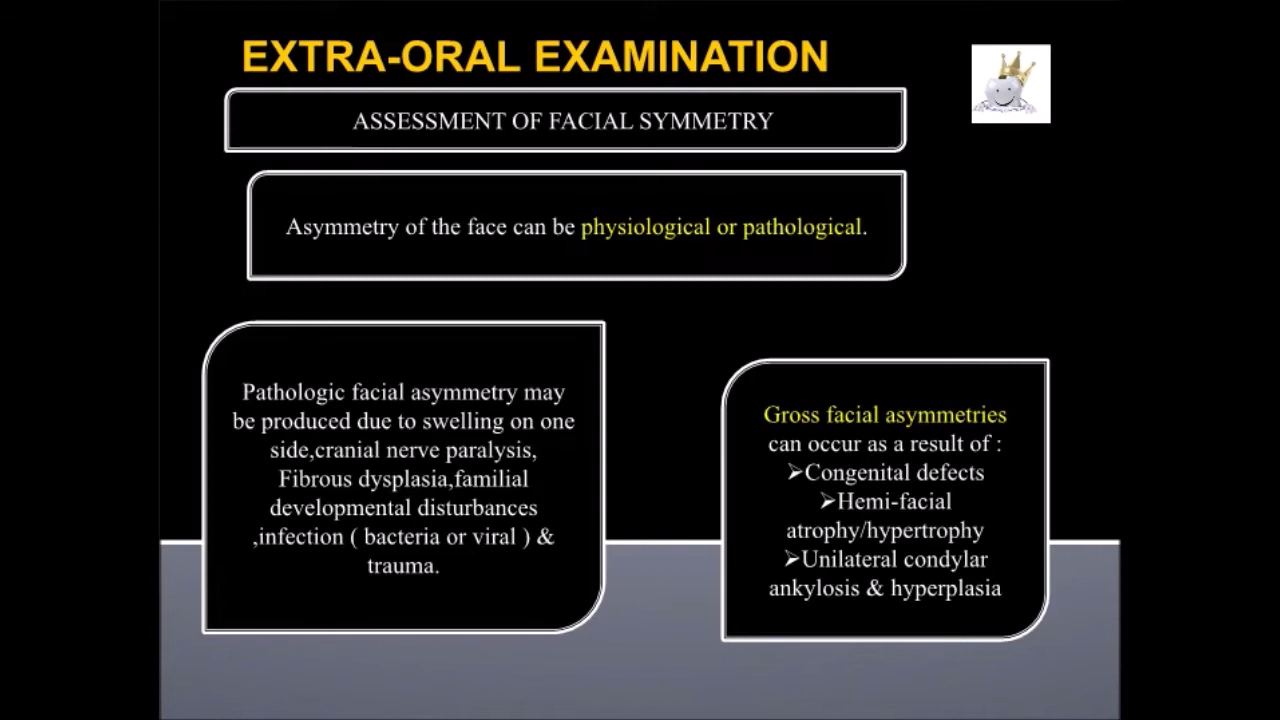 EXTRA-ORAL EXAMINATION
ASSESSMENT OF FACIAL SYMMETRY
Asymmetry of the face can be physiological or pathological.
Pathologic facial asymmetry may
be produced due to swelling on one
side,cranial nerve paralysis,
Fibrous dysplasia,familial
developmental disturbances
,infection ( bacteria or viral ) &
trauma.
Gross facial asymmetries
can occur as a result of :
➢Congenital defects
➢Hemi-facial
atrophy/hypertrophy
➢Unilateral condylar
ankylosis & hyperplasia